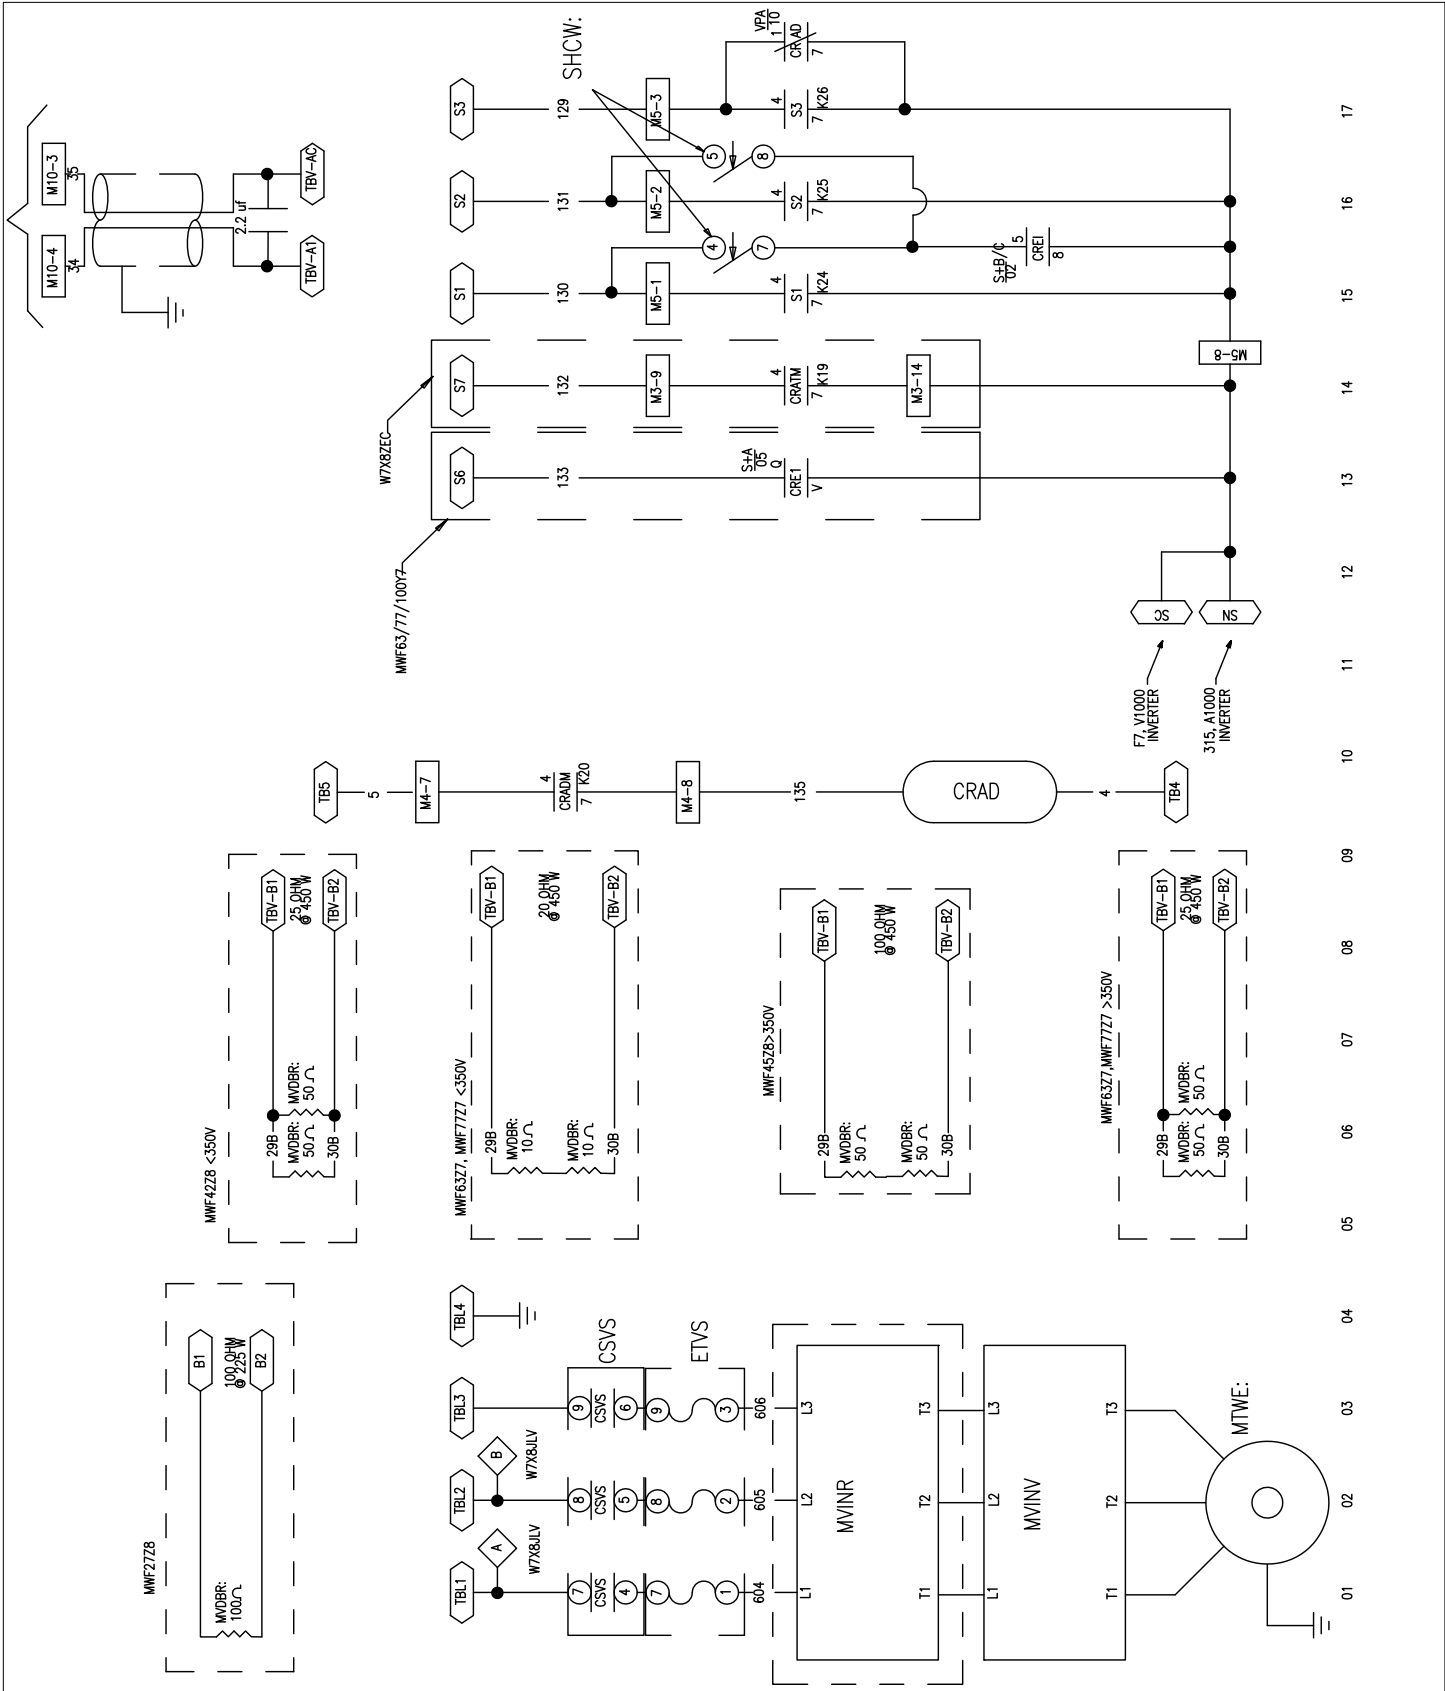 MWF27Z8
MVDBR:
100Ω
B1
100 OHM
@ 225 W
B2
TBL1
TBL2
TBL3
TBL4
A
W7X8JLV
B
W7X8JLV
7
CSVS
4
8
CSVS
5
9
CSVS
6
CSVS
7
1
8
2
9
3
ETVS
604
605
606
L1
L2
L3
MVINR
T1
T2
T3
L1
L2
L3
MVINV
T1
T2
T3
MTWE:
MWF42Z8 <350V
29B
30B
MVDBR:
50Ω
MVDBR:
50Ω
TBV-B1
25 OHM
@ 450 W
TBV-B2
MWF63Z7, MWF77Z7 <350V
29B
MVDBR:
10Ω
MVDBR:
10Ω
30B
TBV-B1
20 OHM
@ 450 W
TBV-B2
MWF45Z8>350V
29B
MVDBR:
50Ω
MVDBR:
50Ω
30B
TBV-B1
100 OHM
@ 450 W
TBV-B2
MWF63Z7,MWF77Z7 >350V
29B
30B
MVDBR:
50Ω
MVDBR:
50Ω
TBV-B1
25 OHM
@ 450 W
TBV-B2
TB5
5
M4-7
4
CRADM
7
K20
M4-8
135
CRAD
4
TB4
F7, V1000
INVERTER
315, A1000
INVERTER
SC
SN
MWF63/77/100Y7
S6
133
S+A
05
Q
CRE1
V
W7X8ZEC
S7
132
M3-9
4
CRATM
7
K19
M3-14
M5-8
M10-4
34
M10-3
35
2.2 uf
TBV-A1
TBV-AC
S1
130
M5-1
4
S1
7
K24
4
7
S+B/C
02
5
CREI
8
S2
131
M5-2
4
S2
7
K25
5
8
SHCW:
S3
129
M5-3
4
S3
7
K26
VPA
10
1
CRAD
7
01
02
03
04
05
06
07
08
09
10
11
12
13
14
15
16
17